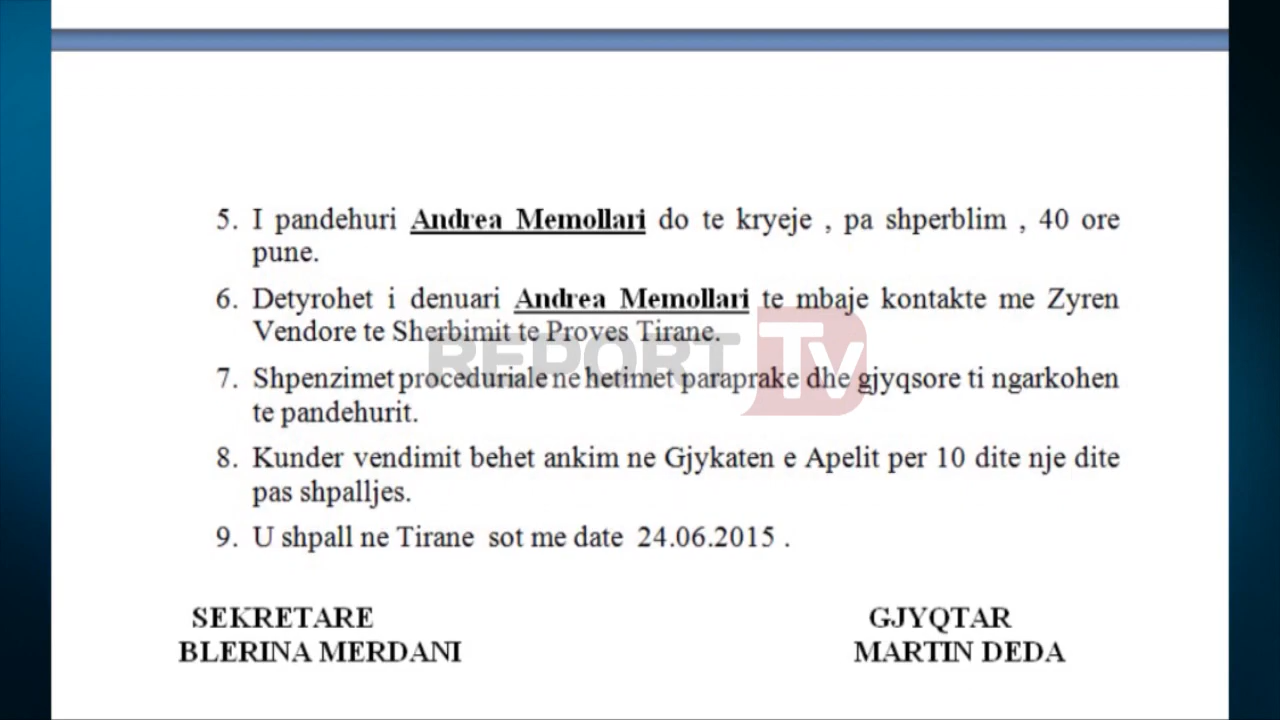 5. I pandehuri Andrea Memollari do te kryeje , pa shperblim , 40 ore
pune.
6. Detyrohet i denuari Andrea Memollari te mbaje kontakte me Zyren
Vendore te Sherbimit te Proves Tirane.
REPORT Tv
7. Shpenzimet proceduriale ne hetimet paraprake dhe gjyqsore ti ngarkohen
te pandehurit.
8. Kunder vendimit behet ankim ne Gjykaten e Apelit per 10 dite nje dite
pas shpalljes.
9. U shpall ne Tirane sot me date 24.06.2015 .
SEKRETARE GJYQTAR
BLERINA MERDANI MARTIN DEDA